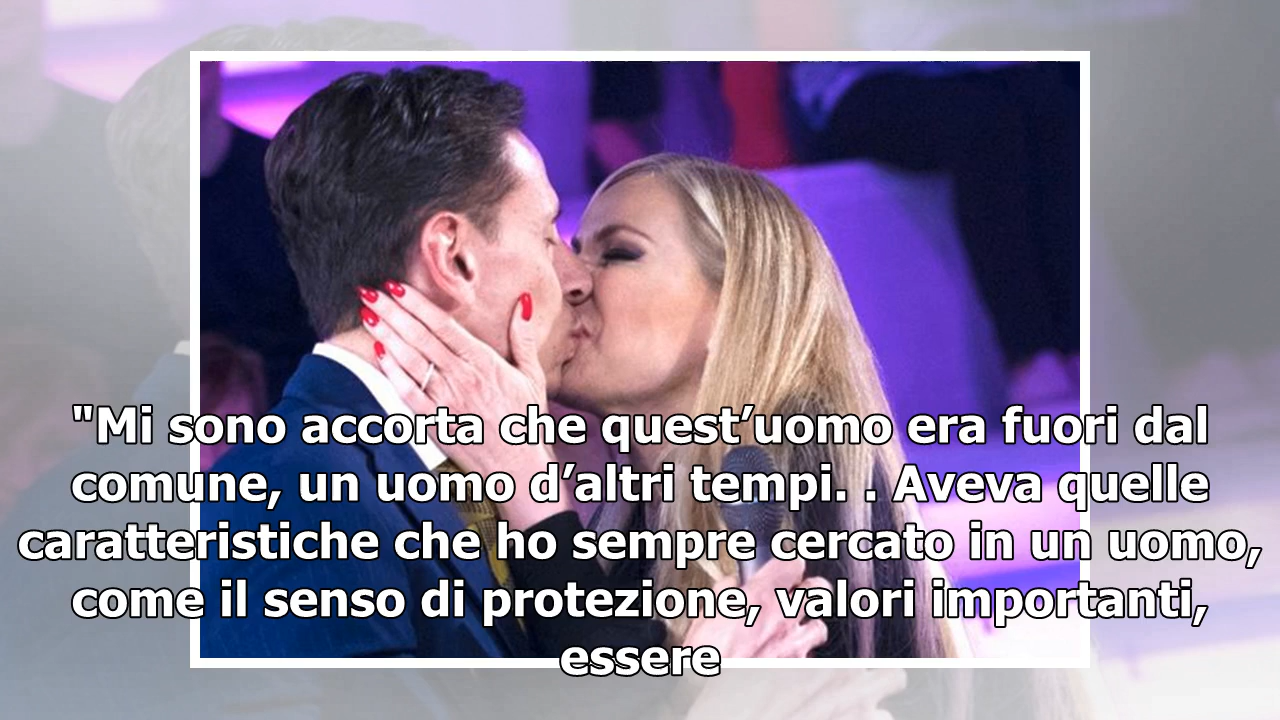 "Mi sono accorta che quest’uomo era fuori dal
comune, un uomo d’altri tempi. . Aveva quelle
caratteristiche che ho sempre cercato in un uomo,
come il senso di protezione, valori importanti,
essere